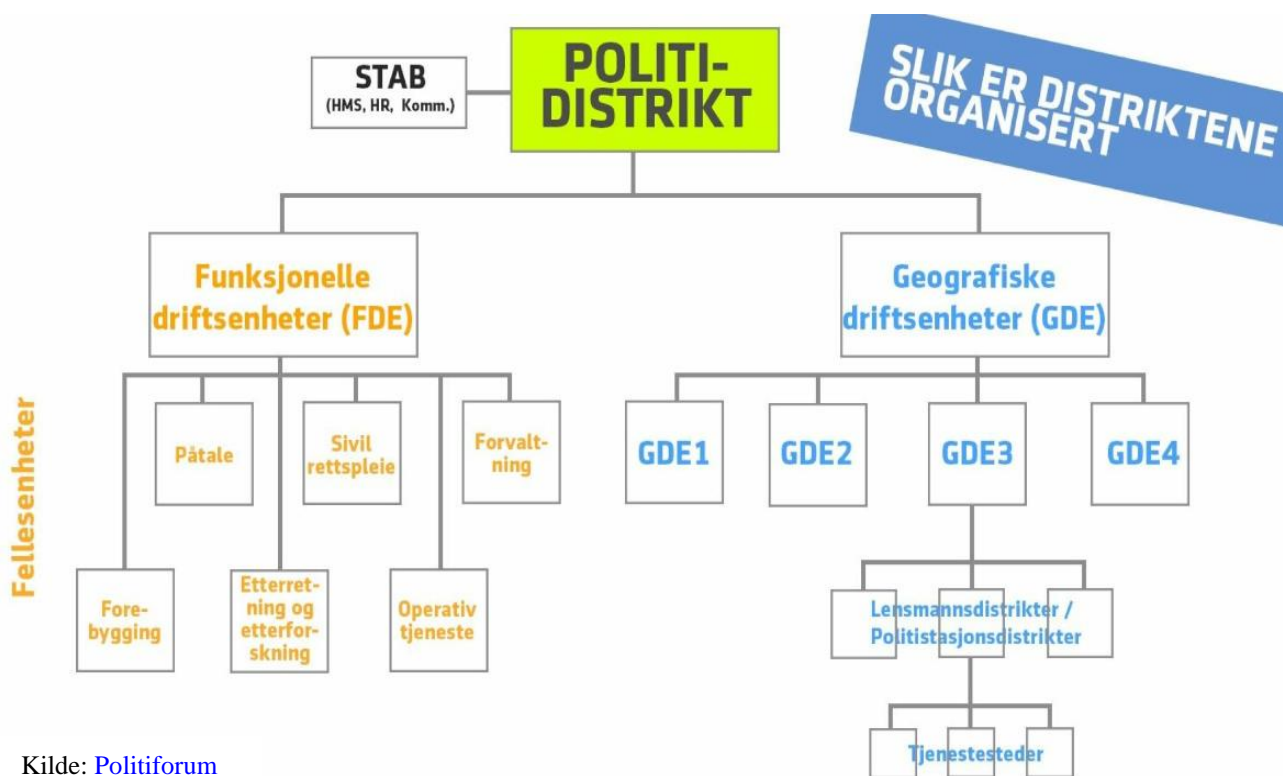 STAB
(HMS, HR, Komm.)
POLITI-
DISTRIKT
SLIK ER DISTRIKTENE
ORGANISERT
Funksjonelle
driftsenheter (FDE)
Geografiske
driftsenheter (GDE)
Fellesenheter
Påtale
Sivil
rettspleie
Forvalt-
ning
GDE1
GDE2
GDE3
GDE4
Fore-
bygging
Etterret-
ning og
etterfor-
skning
Operativ
tjeneste
Lensmannsdistrikter /
Politistasjonsdistrikter
Tjenestesteder
Kilde: Politiforum